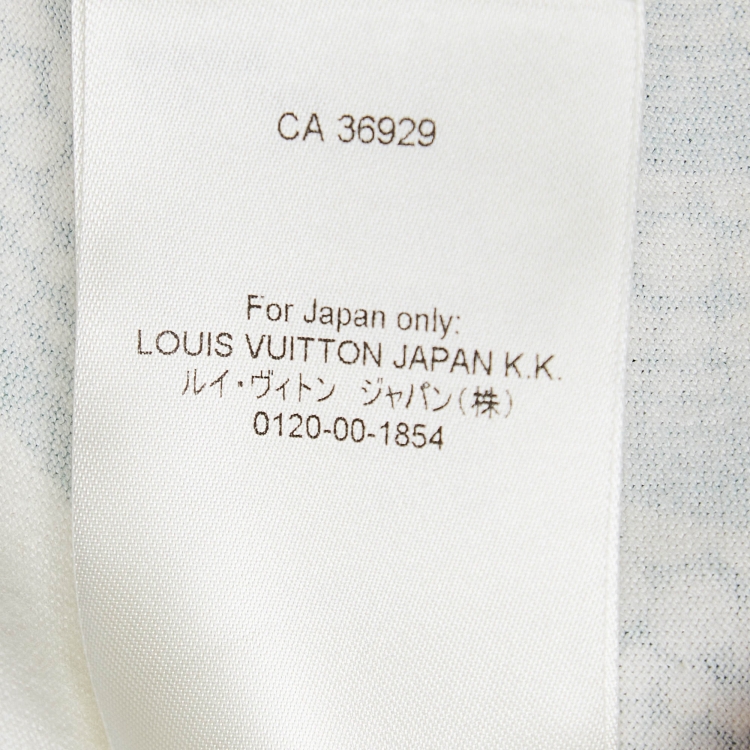 CA 36929
For Japan only:
LOUIS VUITTON JAPAN K.K.
ルイ・ヴィトン ジャパン(株)
0120-00-1854